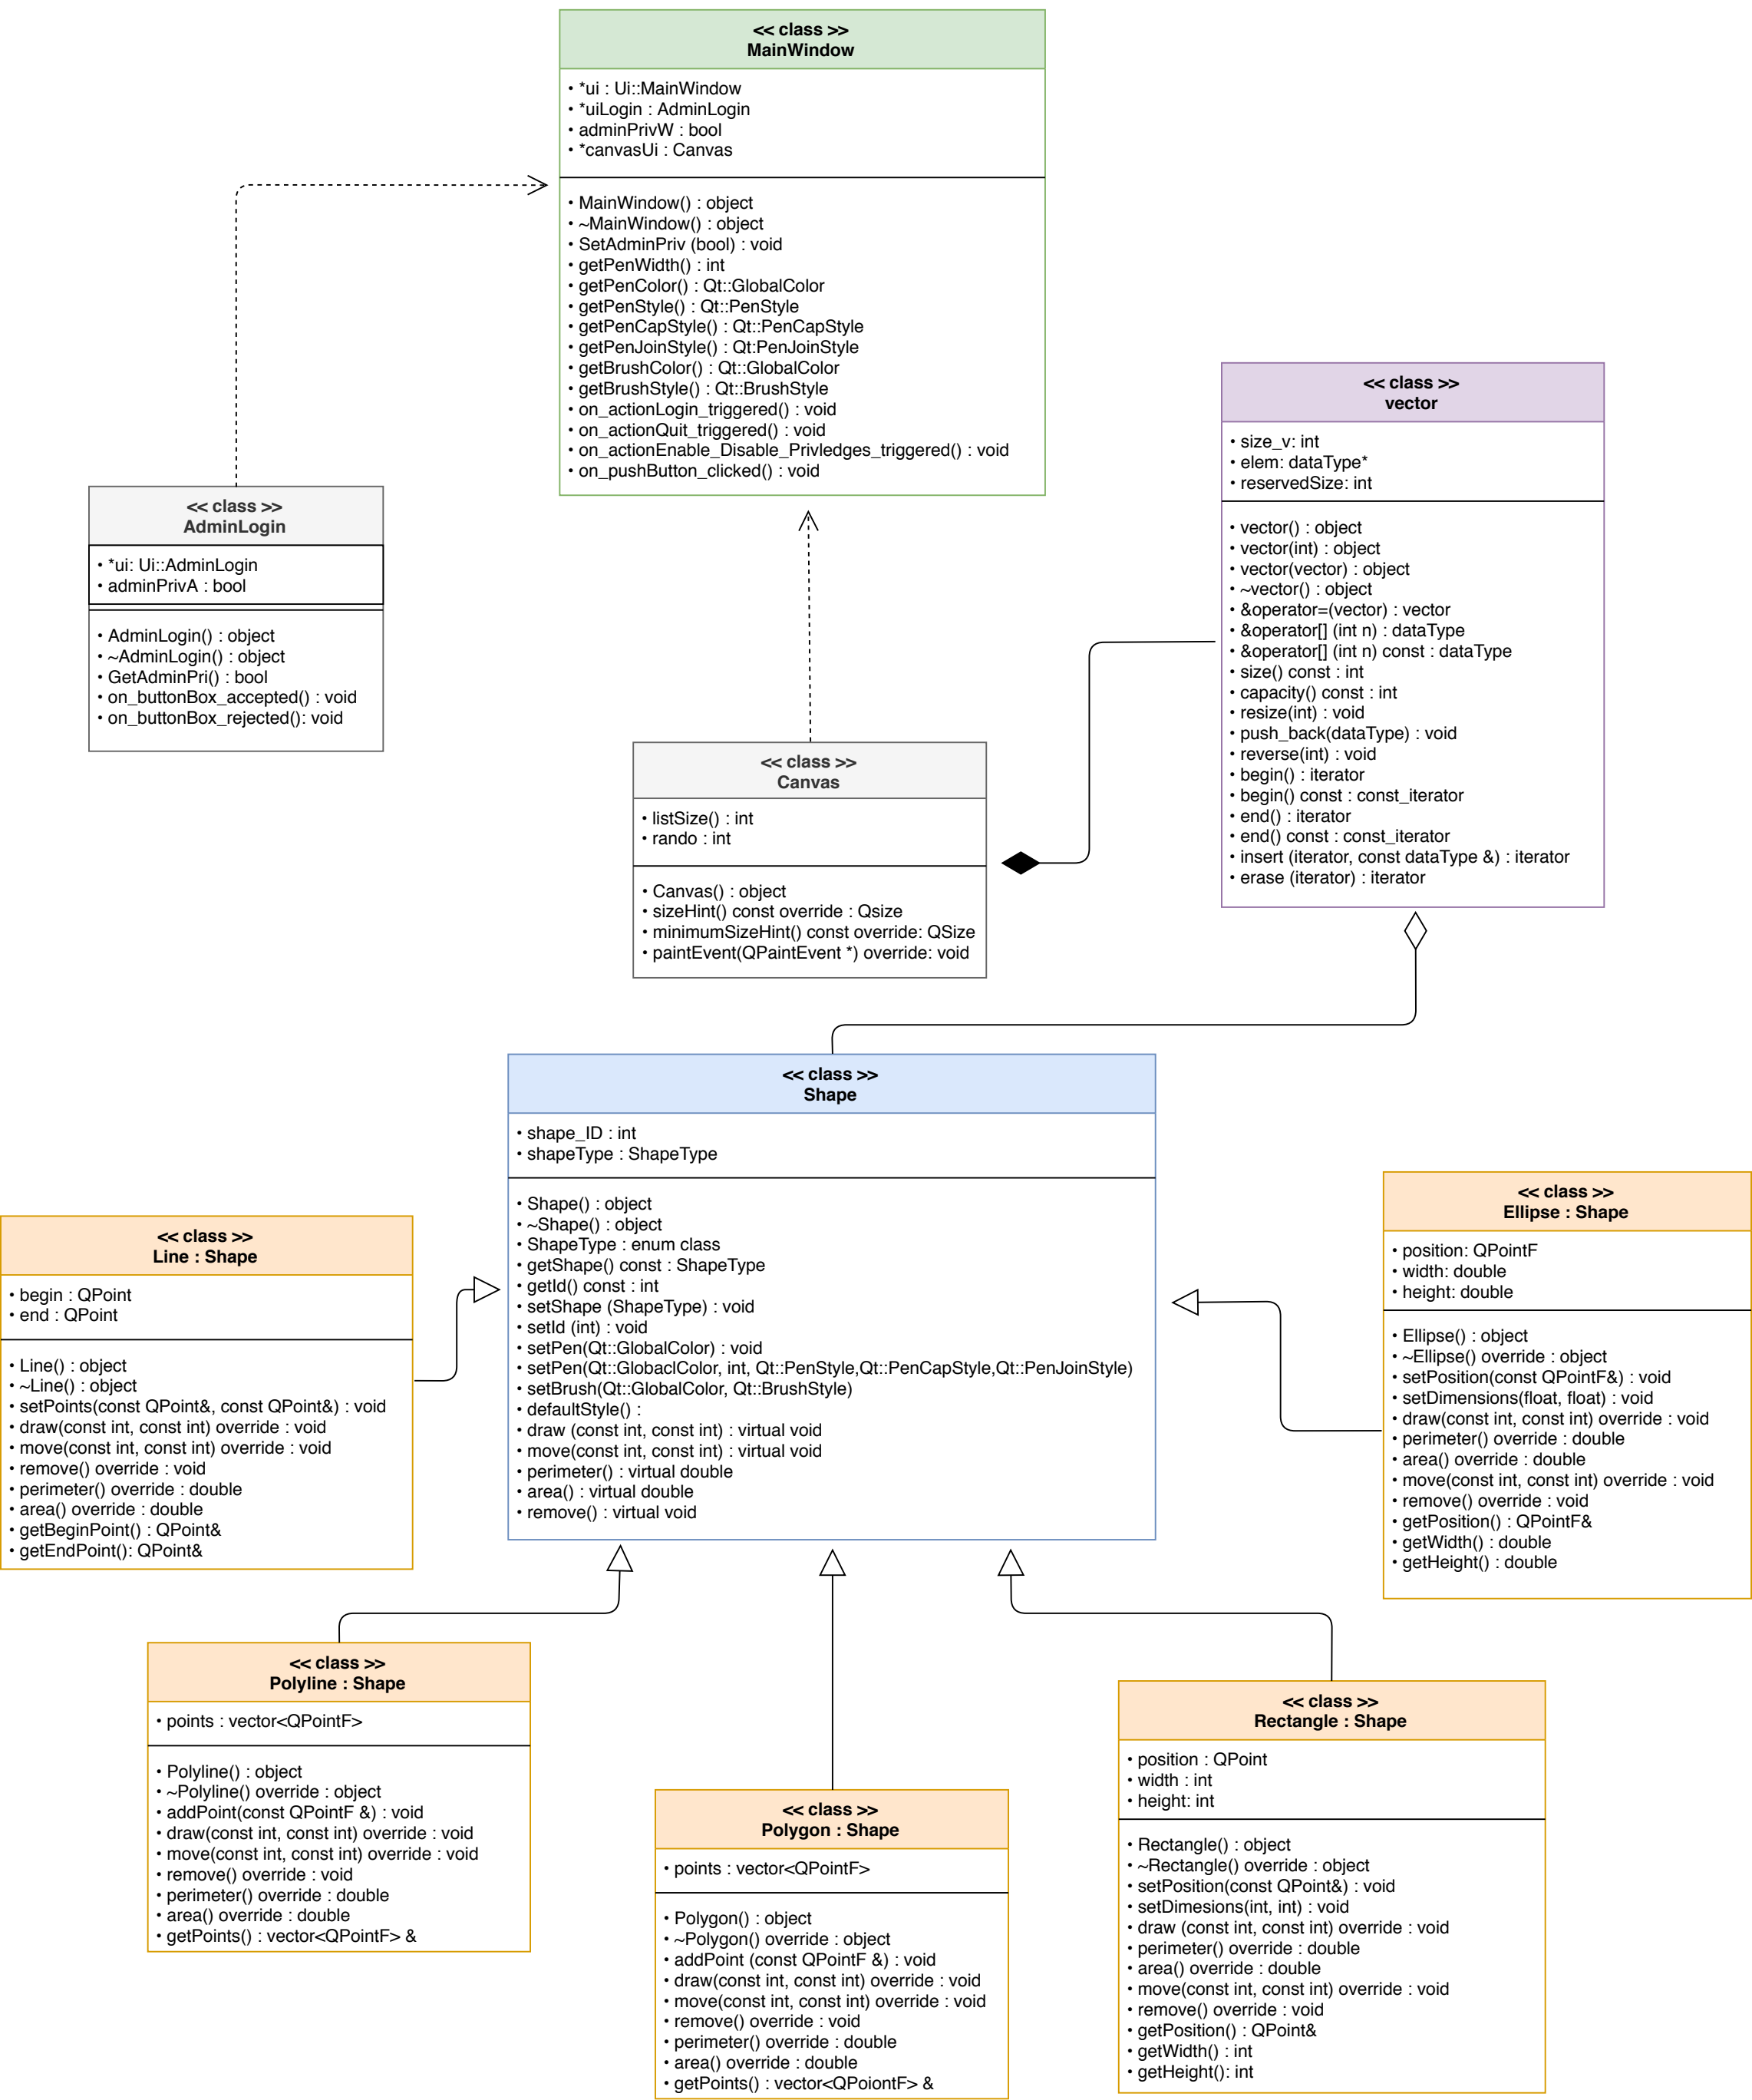 << class >>
MainWindow
• *ui : Ui::MainWindow
• *uiLogin : AdminLogin
• adminPrivW : bool
• *canvasUi : Canvas
• MainWindow() : object
• ~MainWindow() : object
• SetAdminPriv (bool) : void
• getPenWidth() : int
• getPenColor() : Qt::GlobalColor
• getPenStyle() : Qt::PenStyle
• getPenCapStyle() : Qt::PenCapStyle
• getPenJoinStyle() : Qt:PenJoinStyle
• getBrushColor() : Qt::GlobalColor
• getBrushStyle() : Qt::BrushStyle
• on_actionLogin_triggered() : void
• on_actionQuit_triggered() : void
• on_actionEnable_Disable_Privledges_triggered() : void
• on_pushButton_clicked() : void
<< class >>
vector
• size_v: int
• elem: dataType*
• reservedSize: int
• vector() : object
• vector(int) : object
• vector(vector) : object
• ~vector() : object
• &operator=(vector) : vector
• &operator[] (int n) : dataType
• &operator[] (int n) const : dataType
• size() const : int
• capacity() const : int
• resize(int) : void
• push_back(dataType) : void
• reverse(int) : void
• begin() : iterator
• begin() const : const_iterator
• end() : iterator
• end() const : const_iterator
• insert (iterator, const dataType &) : iterator
• erase (iterator) : iterator
<< class >>
AdminLogin
• *ui: Ui::AdminLogin
• adminPrivA : bool
• AdminLogin() : object
• ~AdminLogin() : object
• GetAdminPri() : bool
• on_buttonBox_accepted() : void
• on_buttonBox_rejected(): void
<< class >>
Canvas
• listSize() : int
• rando : int
• Canvas() : object
• sizeHint() const override : Qsize
• minimumSizeHint() const override: QSize
• paintEvent(QPaintEvent *) override: void
<< class >>
Shape
• shape_ID : int
• shapeType : ShapeType
• Shape() : object
• ~Shape() : object
• ShapeType : enum class
• getShape() const : ShapeType
• getId() const : int
• setShape (ShapeType) : void
• setId (int) : void
• setPen(Qt::GlobalColor) : void
• setPen(Qt::GlobaclColor, int, Qt::PenStyle,Qt::PenCapStyle,Qt::PenJoinStyle)
• setBrush(Qt::GlobalColor, Qt::BrushStyle)
• defaultStyle() :
• draw (const int, const int) : virtual void
• move(const int, const int) : virtual void
• perimeter() : virtual double
• area() : virtual double
• remove() : virtual void
<< class >>
Ellipse : Shape
• position: QPointF
• width: double
• height: double
• Ellipse() : object
• ~Ellipse() override : object
• setPosition(const QPointF&) : void
• setDimensions(float, float) : void
• draw(const int, const int) override : void
• perimeter() override : double
• area() override : double
• move(const int, const int) override : void
• remove() override : void
• getPosition() : QPointF&
• getWidth() : double
• getHeight() : double
<< class >>
Line : Shape
• begin : QPoint
• end : QPoint
• Line() : object
• ~Line() : object
• setPoints(const QPoint&, const QPoint&) : void
• draw(const int, const int) override : void
• move(const int, const int) override : void
• remove() override : void
• perimeter() override : double
• area() override : double
• getBeginPoint() : QPoint&
• getEndPoint(): QPoint&
<< class >>
Polyline : Shape
• points : vector<QPointF>
• Polyline() : object
• ~Polyline() override : object
• addPoint(const QPointF &) : void
• draw(const int, const int) override : void
• move(const int, const int) override : void
• remove() override : void
• perimeter() override : double
• area() override : double
• getPoints() : vector<QPointF> &
<< class >>
Polygon : Shape
• points : vector<QPointF>
• Polygon() : object
• ~Polygon() override : object
• addPoint (const QPointF &) : void
• draw(const int, const int) override : void
• move(const int, const int) override : void
• remove() override : void
• perimeter() override : double
• area() override : double
• getPoints() : vector<QPoiontF> &
<< class >>
Rectangle : Shape
• position : QPoint
• width : int
• height: int
• Rectangle() : object
• ~Rectangle() override : object
• setPosition(const QPoint&) : void
• setDimesions(int, int) : void
• draw (const int, const int) override : void
• perimeter() override : double
• area() override : double
• move(const int, const int) override : void
• remove() override : void
• getPosition() : QPoint&
• getWidth() : int
• getHeight(): int